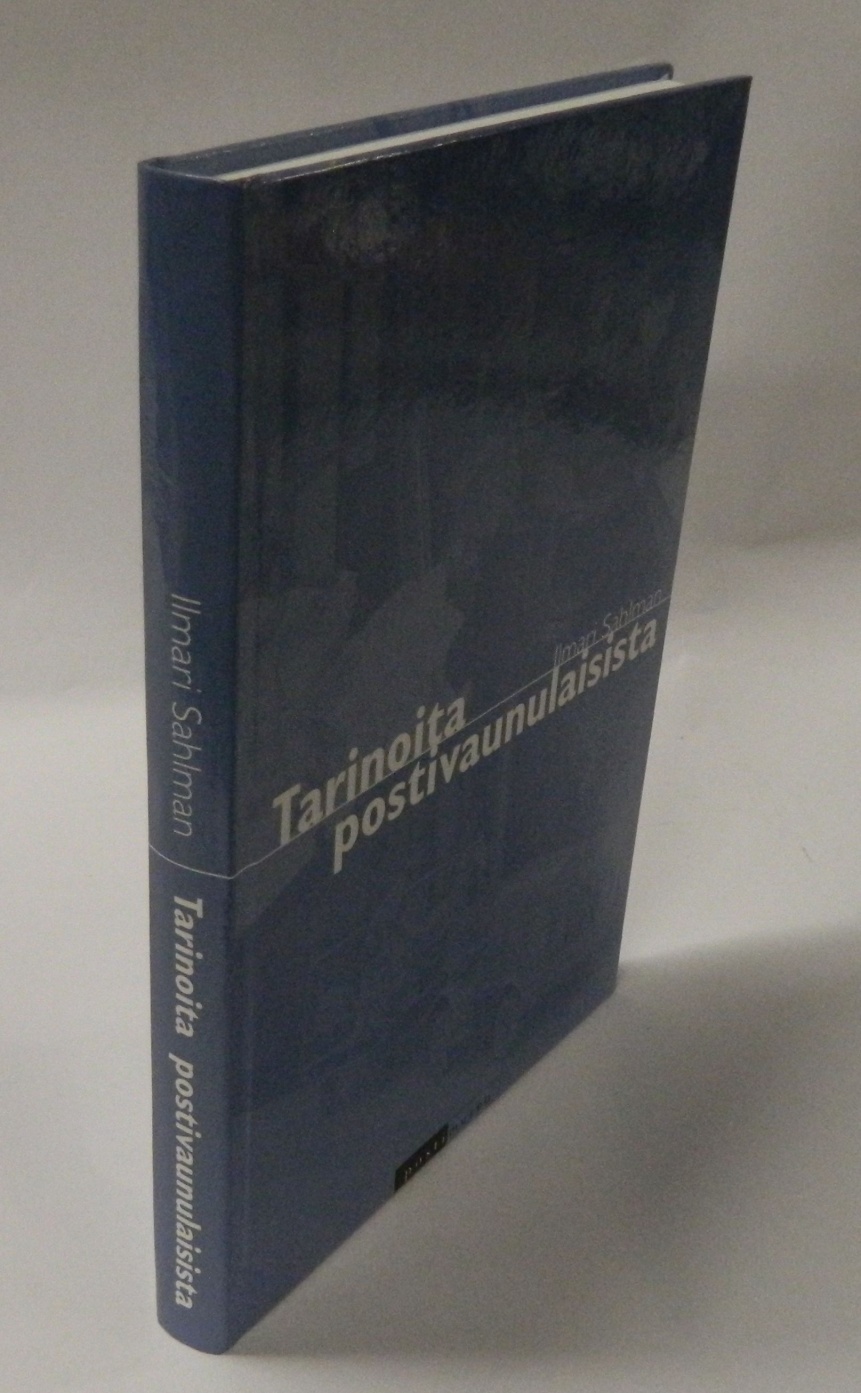 Ilmari Sahlman
Tarinoita postivaunulaisista
Ilmari Sahlman
Tarinoita
postivaunulaisista